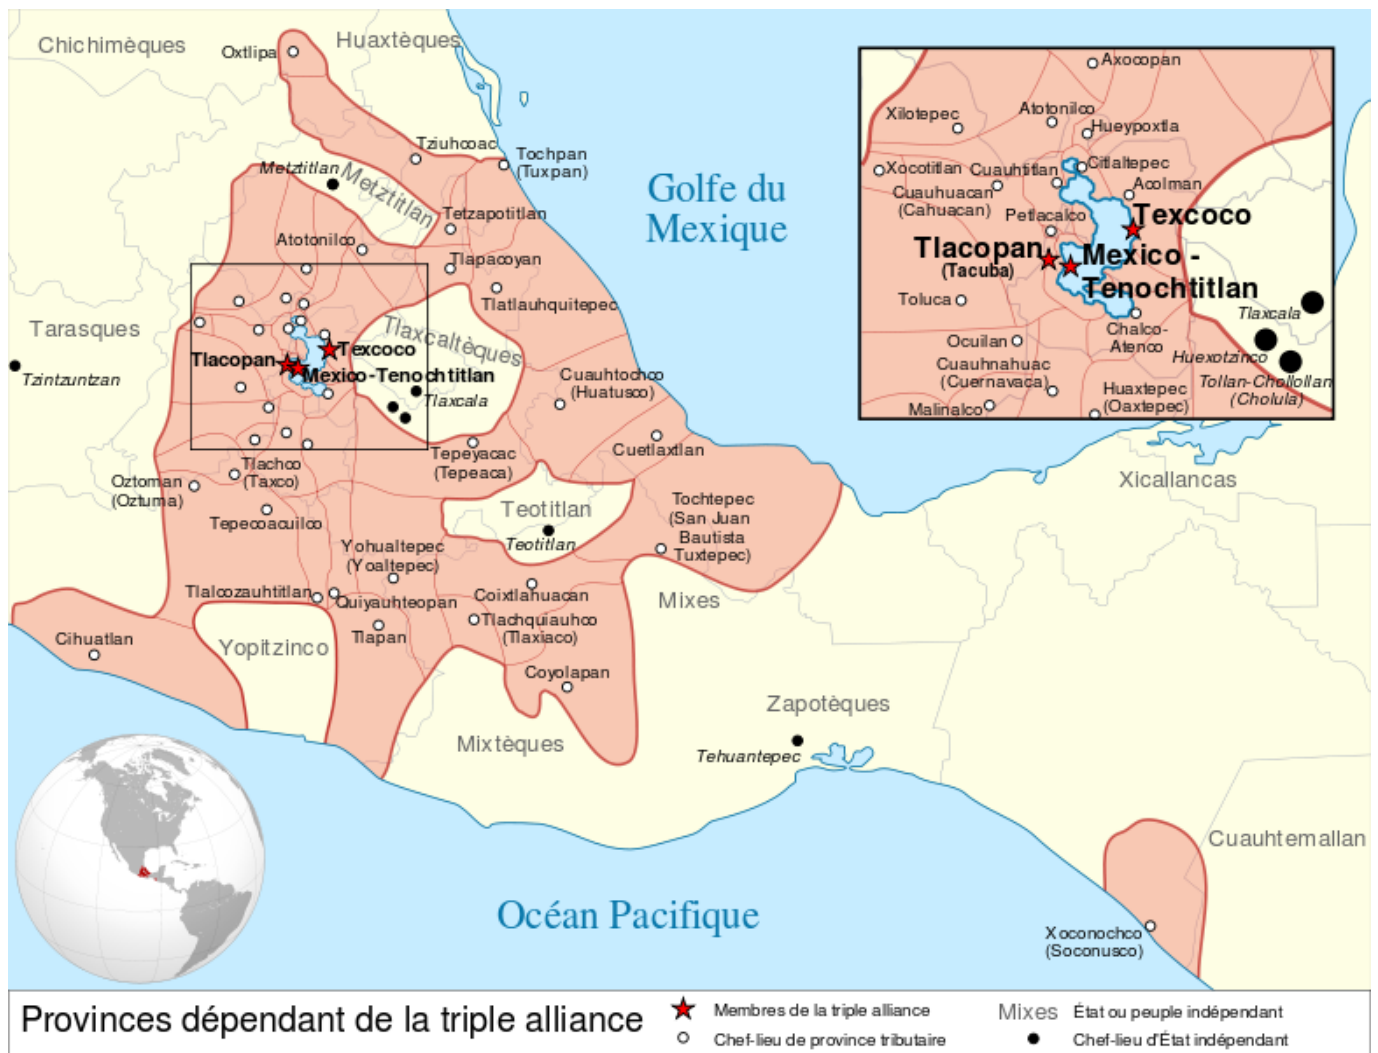 Chichimèques
Huaxtèques
Oxtlipa
Tziuhcoac
Tochpan
(Tuxpan)
Metztitlan
Metztitlan
Tetzapotitlan
Atotonilco
Tlapacoyan
Tlatlauhquitepec
Golfe du
Mexique
Tarasques
Tzintzuntzan
Tlaxcaltèques
Tlacopan
Texcoco
Mexico-Tenochtitlan
Tlaxcala
Cuauhtochco
(Huatusco)
Cuetlaxtlan
Tepeyacac
(Tepeaca)
Tlachco
(Taxco)
Oztoman
(Oztuma)
Tepecoacuilco
Teotitlan
Teotitlan
Tochtepec
(San Juan
Bautista
Tuxtepec)
Yohualtepec
(Yoaltepec)
Tlalcozauhtitlan
Quiyauhteopan
Coixtlahuacan
Tlachquiauhco
(Tlaxiaco)
Tlapan
Mixes
Cihuatlan
Yopitzinco
Coyolapan
Mixtèques
Zapotèques
Tehuantepec
Xicallancas
Cuauhtemallan
Xoconochco
(Soconusco)
Océan Pacifique
Axocopan
Xilotepec
Atotonilco
Hueypoxtla
Xocotitlan
Cuauhtitlan
Citlaltepec
Cuauhuacan
(Cahuacan)
Acolman
Petlacalco
Texcoco
Tlacopan
(Tacuba)
Mexico -
Tenochtitlan
Toluca
Chalco-
Atenco
Tlaxcala
Ocuilan
Huexotzinco
Cuauhnahuac
(Cuernavaca)
Tollan-Chollollan
(Cholula)
Huaxtepec
(Oaxtepec)
Malinalco
Provinces dépendant de la triple alliance
Membres de la triple alliance
Chef-lieu de province tributaire
Mixes
État ou peuple indépendant
Chef-lieu d'État indépendant